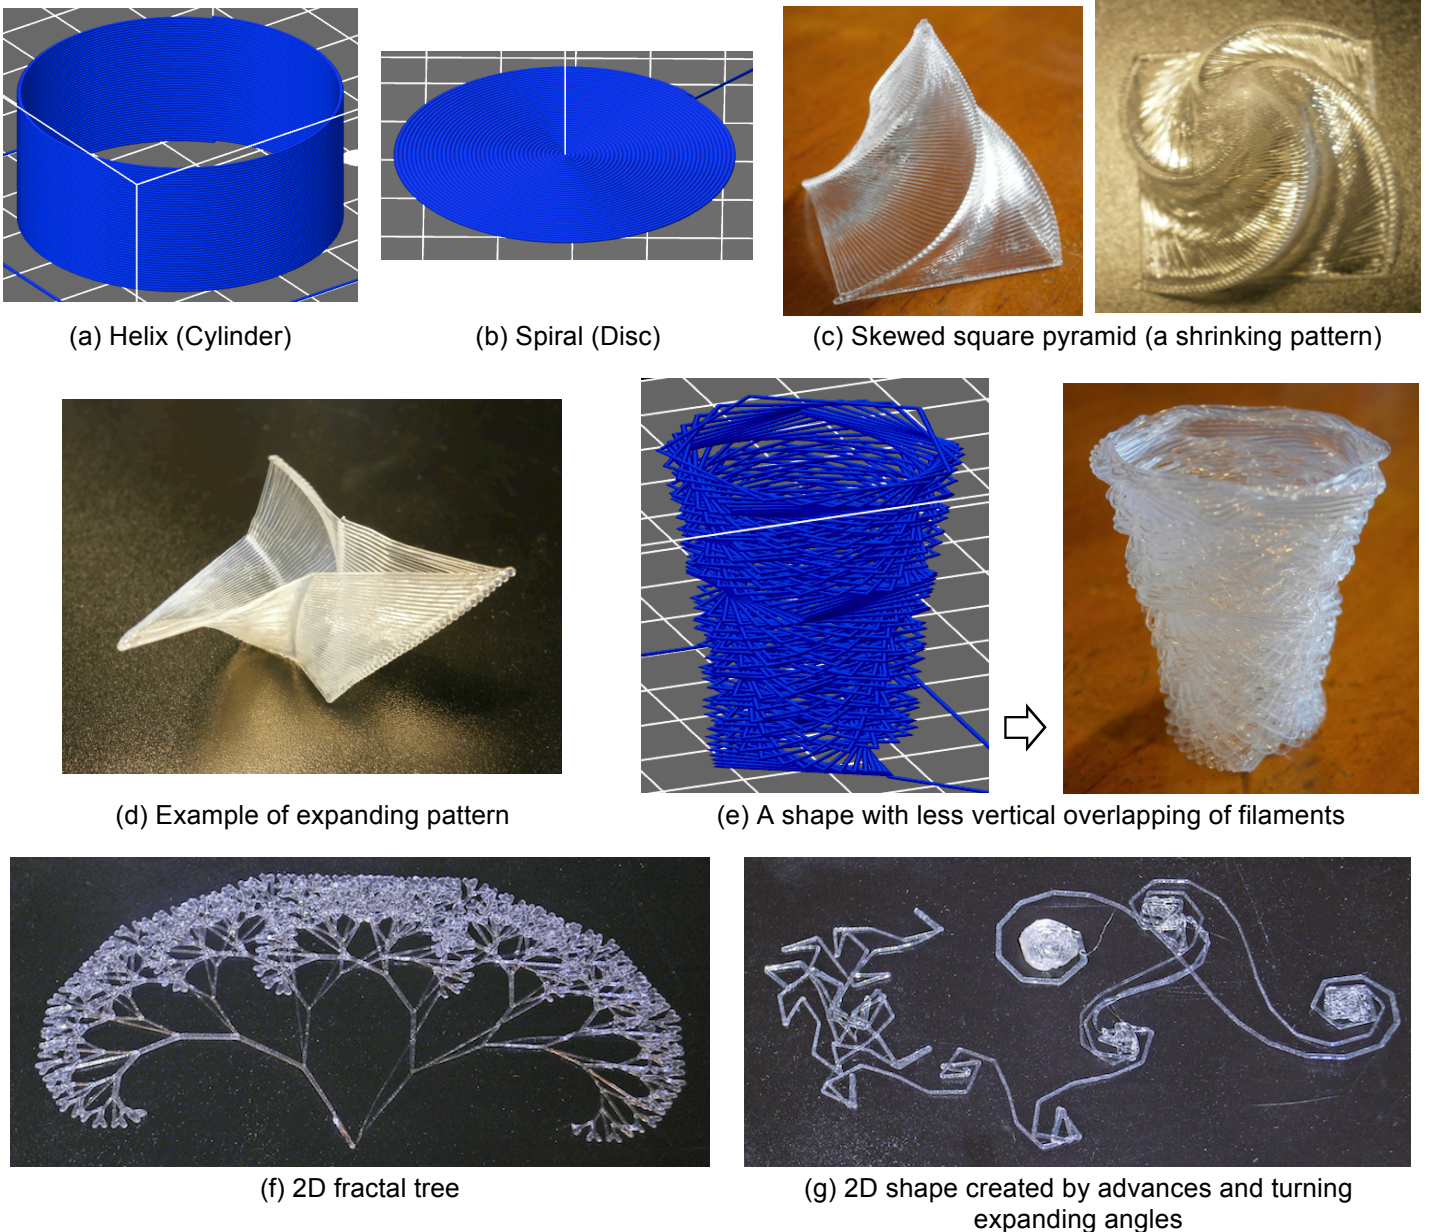 (a) Helix (Cylinder)
(b) Spiral (Disc)
(c) Skewed square pyramid (a shrinking pattern)
(d) Example of expanding pattern
(e) A shape with less vertical overlapping of filaments
(f) 2D fractal tree
(g) 2D shape created by advances and turning
expanding angles